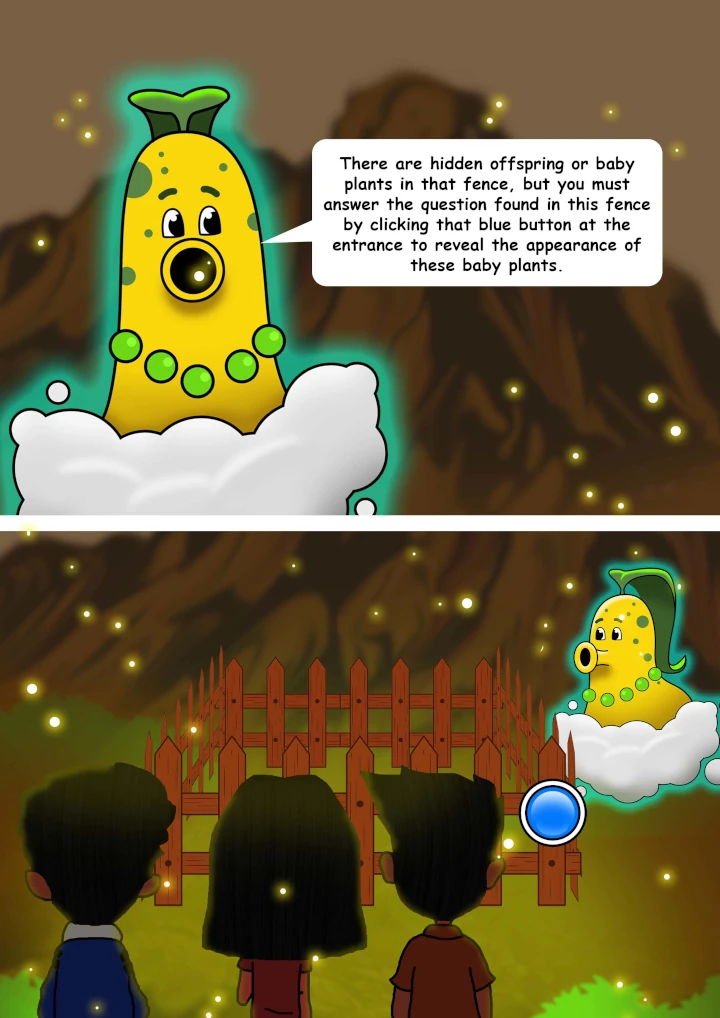 There are hidden offspring or baby
plants in that fence, but you must
answer the question found in this fence
by clicking that blue button at the
entrance to reveal the appearance of
these baby plants.